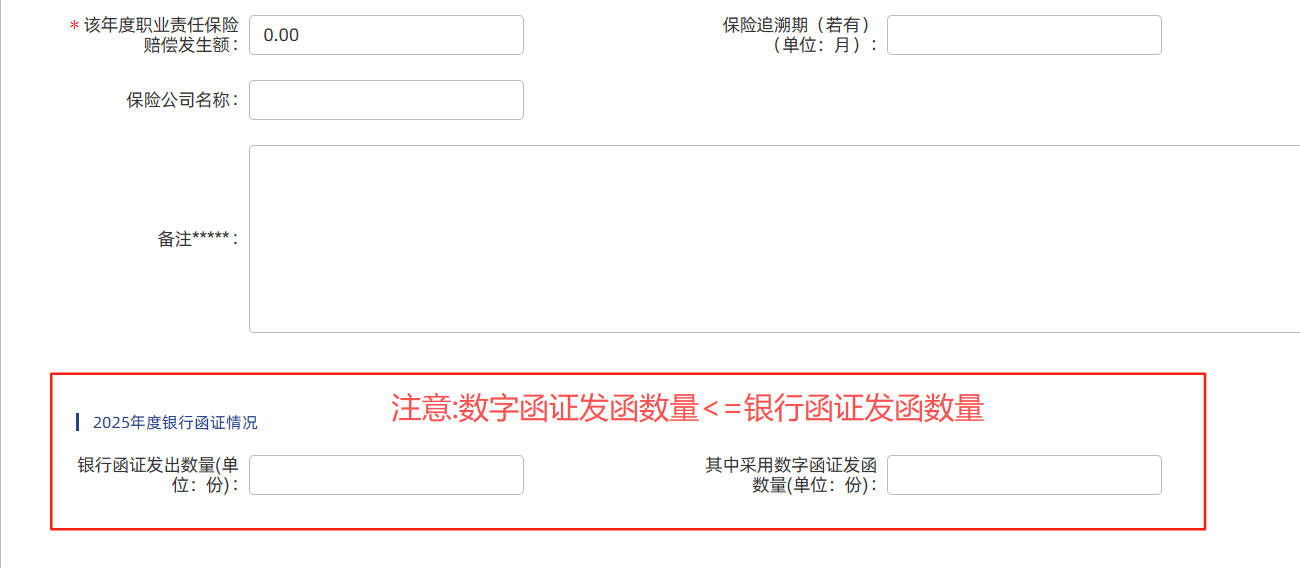 * 该年度职业责任保险
赔偿发生额：
0.00
保险追溯期（若有）
（单位：月）：
保险公司名称：
备注*****：
注意:数字函证发函数量<=银行函证发函数量
2025年度银行函证情况
银行函证发出数量(单
位：份)：
其中采用数字函证发函
数量(单位：份)：